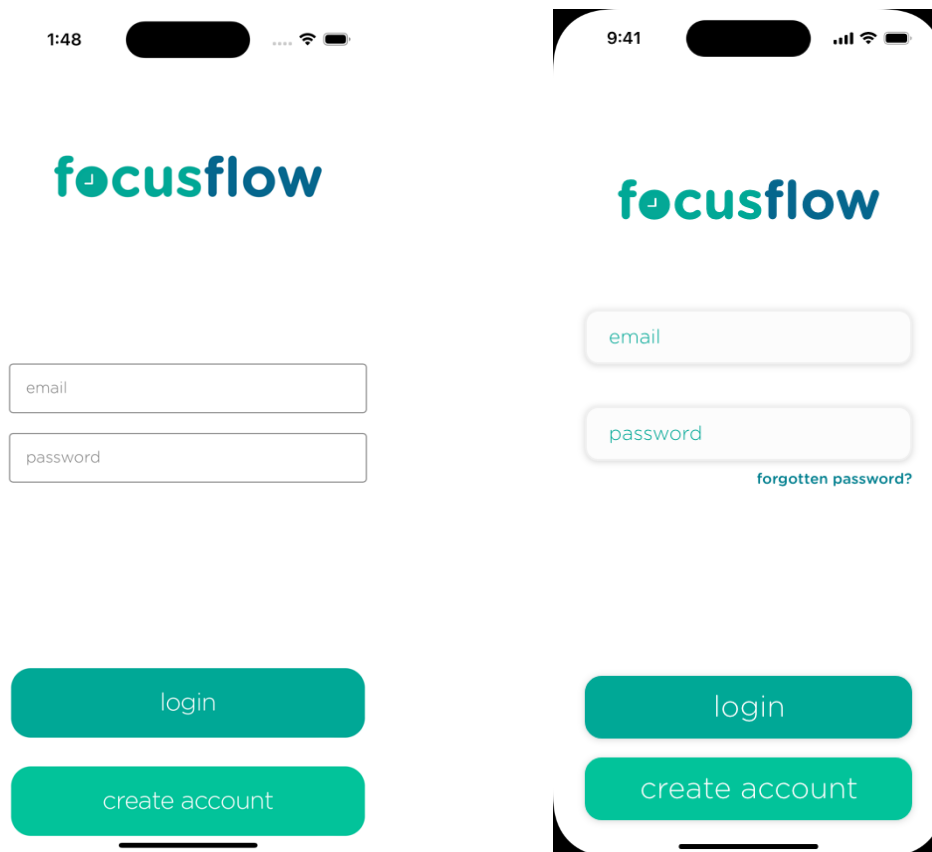 1:48
focusflow
email
password
login
create account
9:41
focusflow
email
password
forgotten password?
login
create account